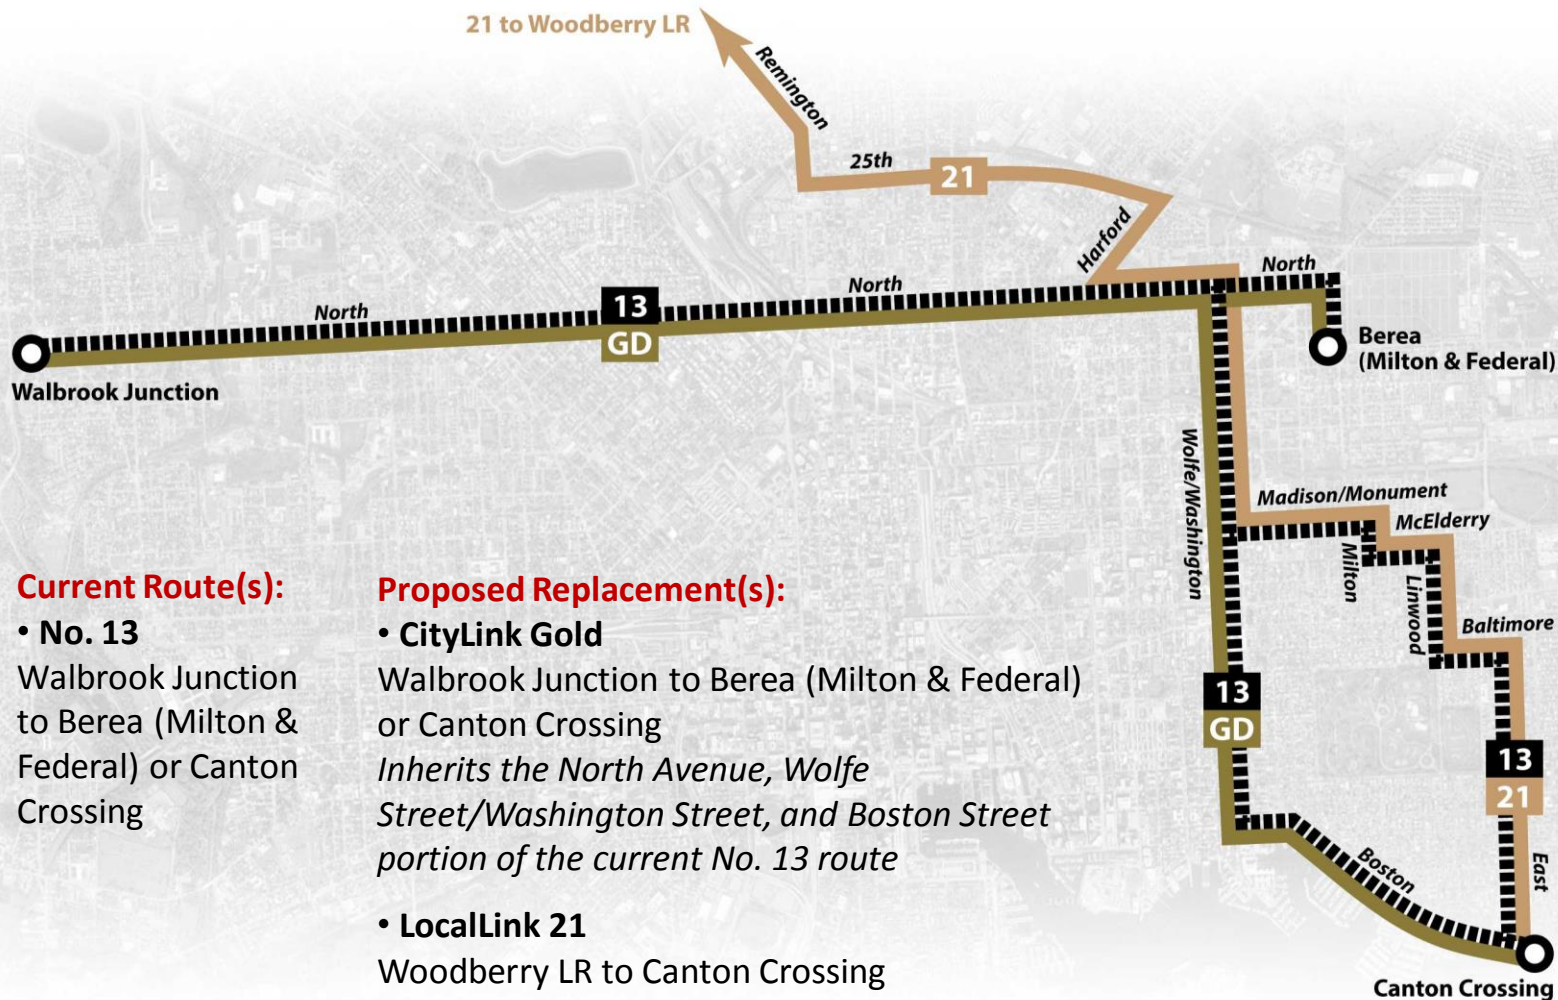 21 to Woodberry LR
Remington
25th
21
Harford
North
North
North
13
GD
Walbrook Junction
Berea
(Milton & Federal)
Wolfe/Washington
Madison/Monument
McElderry
Milton
Linwood
Baltimore
13
GD
13
21
East
Boston
Canton Crossing
Current Route(s):
• No. 13
Walbrook Junction
to Berea (Milton &
Federal) or Canton
Crossing
Proposed Replacement(s):
• CityLink Gold
Walbrook Junction to Berea (Milton & Federal)
or Canton Crossing
Inherits the North Avenue, Wolfe
Street/Washington Street, and Boston Street
portion of the current No. 13 route
• LocalLink 21
Woodberry LR to Canton Crossing